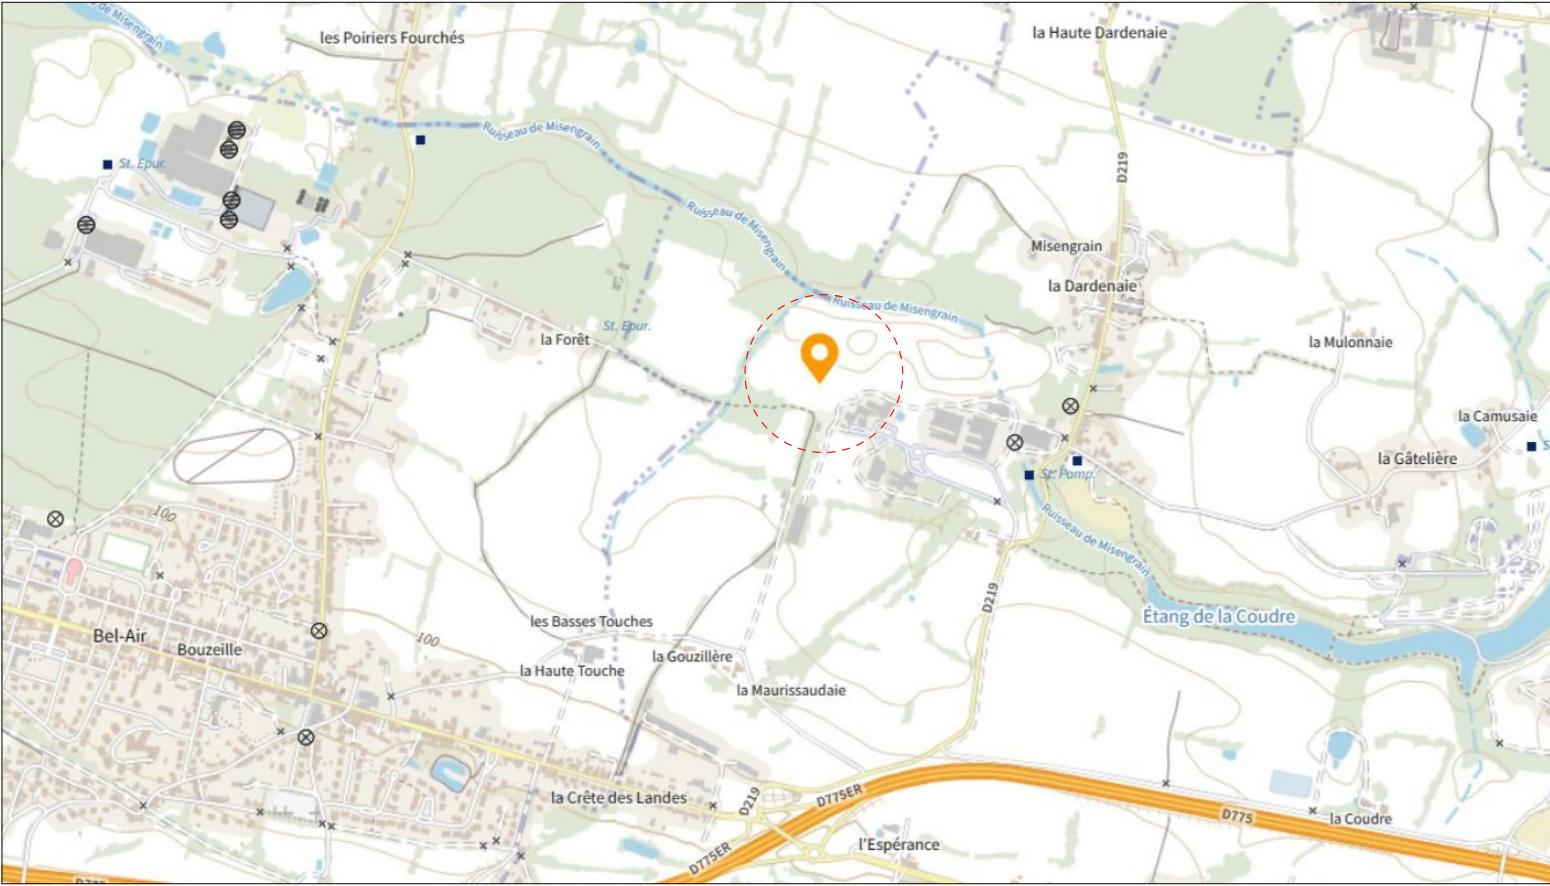 de Misengrain
les Poiriers Fourchés
la Haute Dardenaie
Ruisseau de Misengrain
St. Epur.
D219
Ruisseau de Misengrain
Misengrain
la Dardenaie
Ruisseau de Misengrain
St. Epur.
la Forêt
la Mulonnaie
la Camusaie
la Gâtelière
St. Pomp.
100
Ruisseau de Misengrain
D219
Étang de la Coudre
les Basses Touches
Bel-Air
100
Bouzeille
la Gouzillère
la Haute Touche
la Maurissaudaie
la Crête des Landes
D219
D775ER
D775
la Coudre
l'Espérance
D775ER